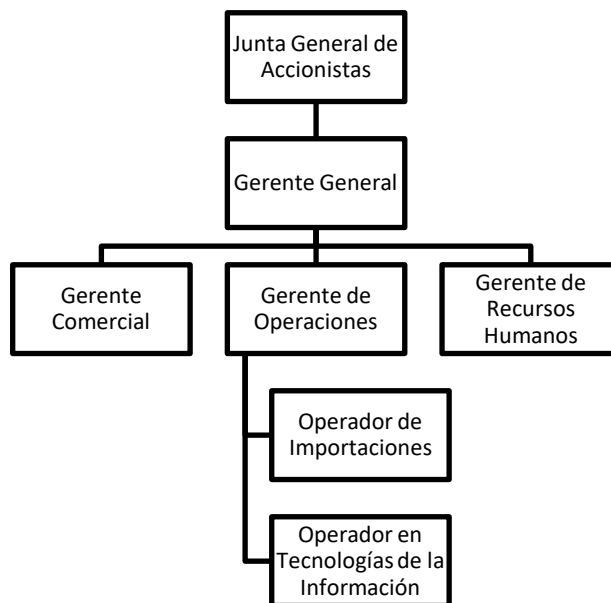 Junta General de
Accionistas
Gerente General
Gerente
Comercial
Gerente de
Operaciones
Gerente de
Recursos
Humanos
Operador de
Importaciones
Operador en
Tecnologías de la
Información